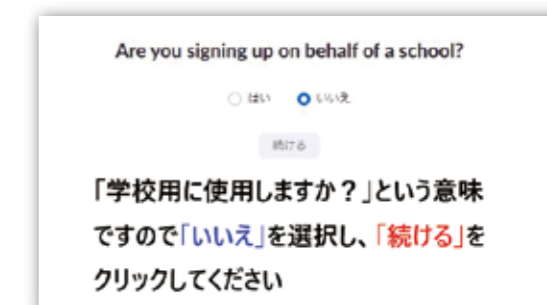 Are you signing up on behalf of a school?
はい いいえ
続ける
「学校用に使用しますか？」という意味
ですので「いいえ」を選択し、「続ける」を
クリックしてください